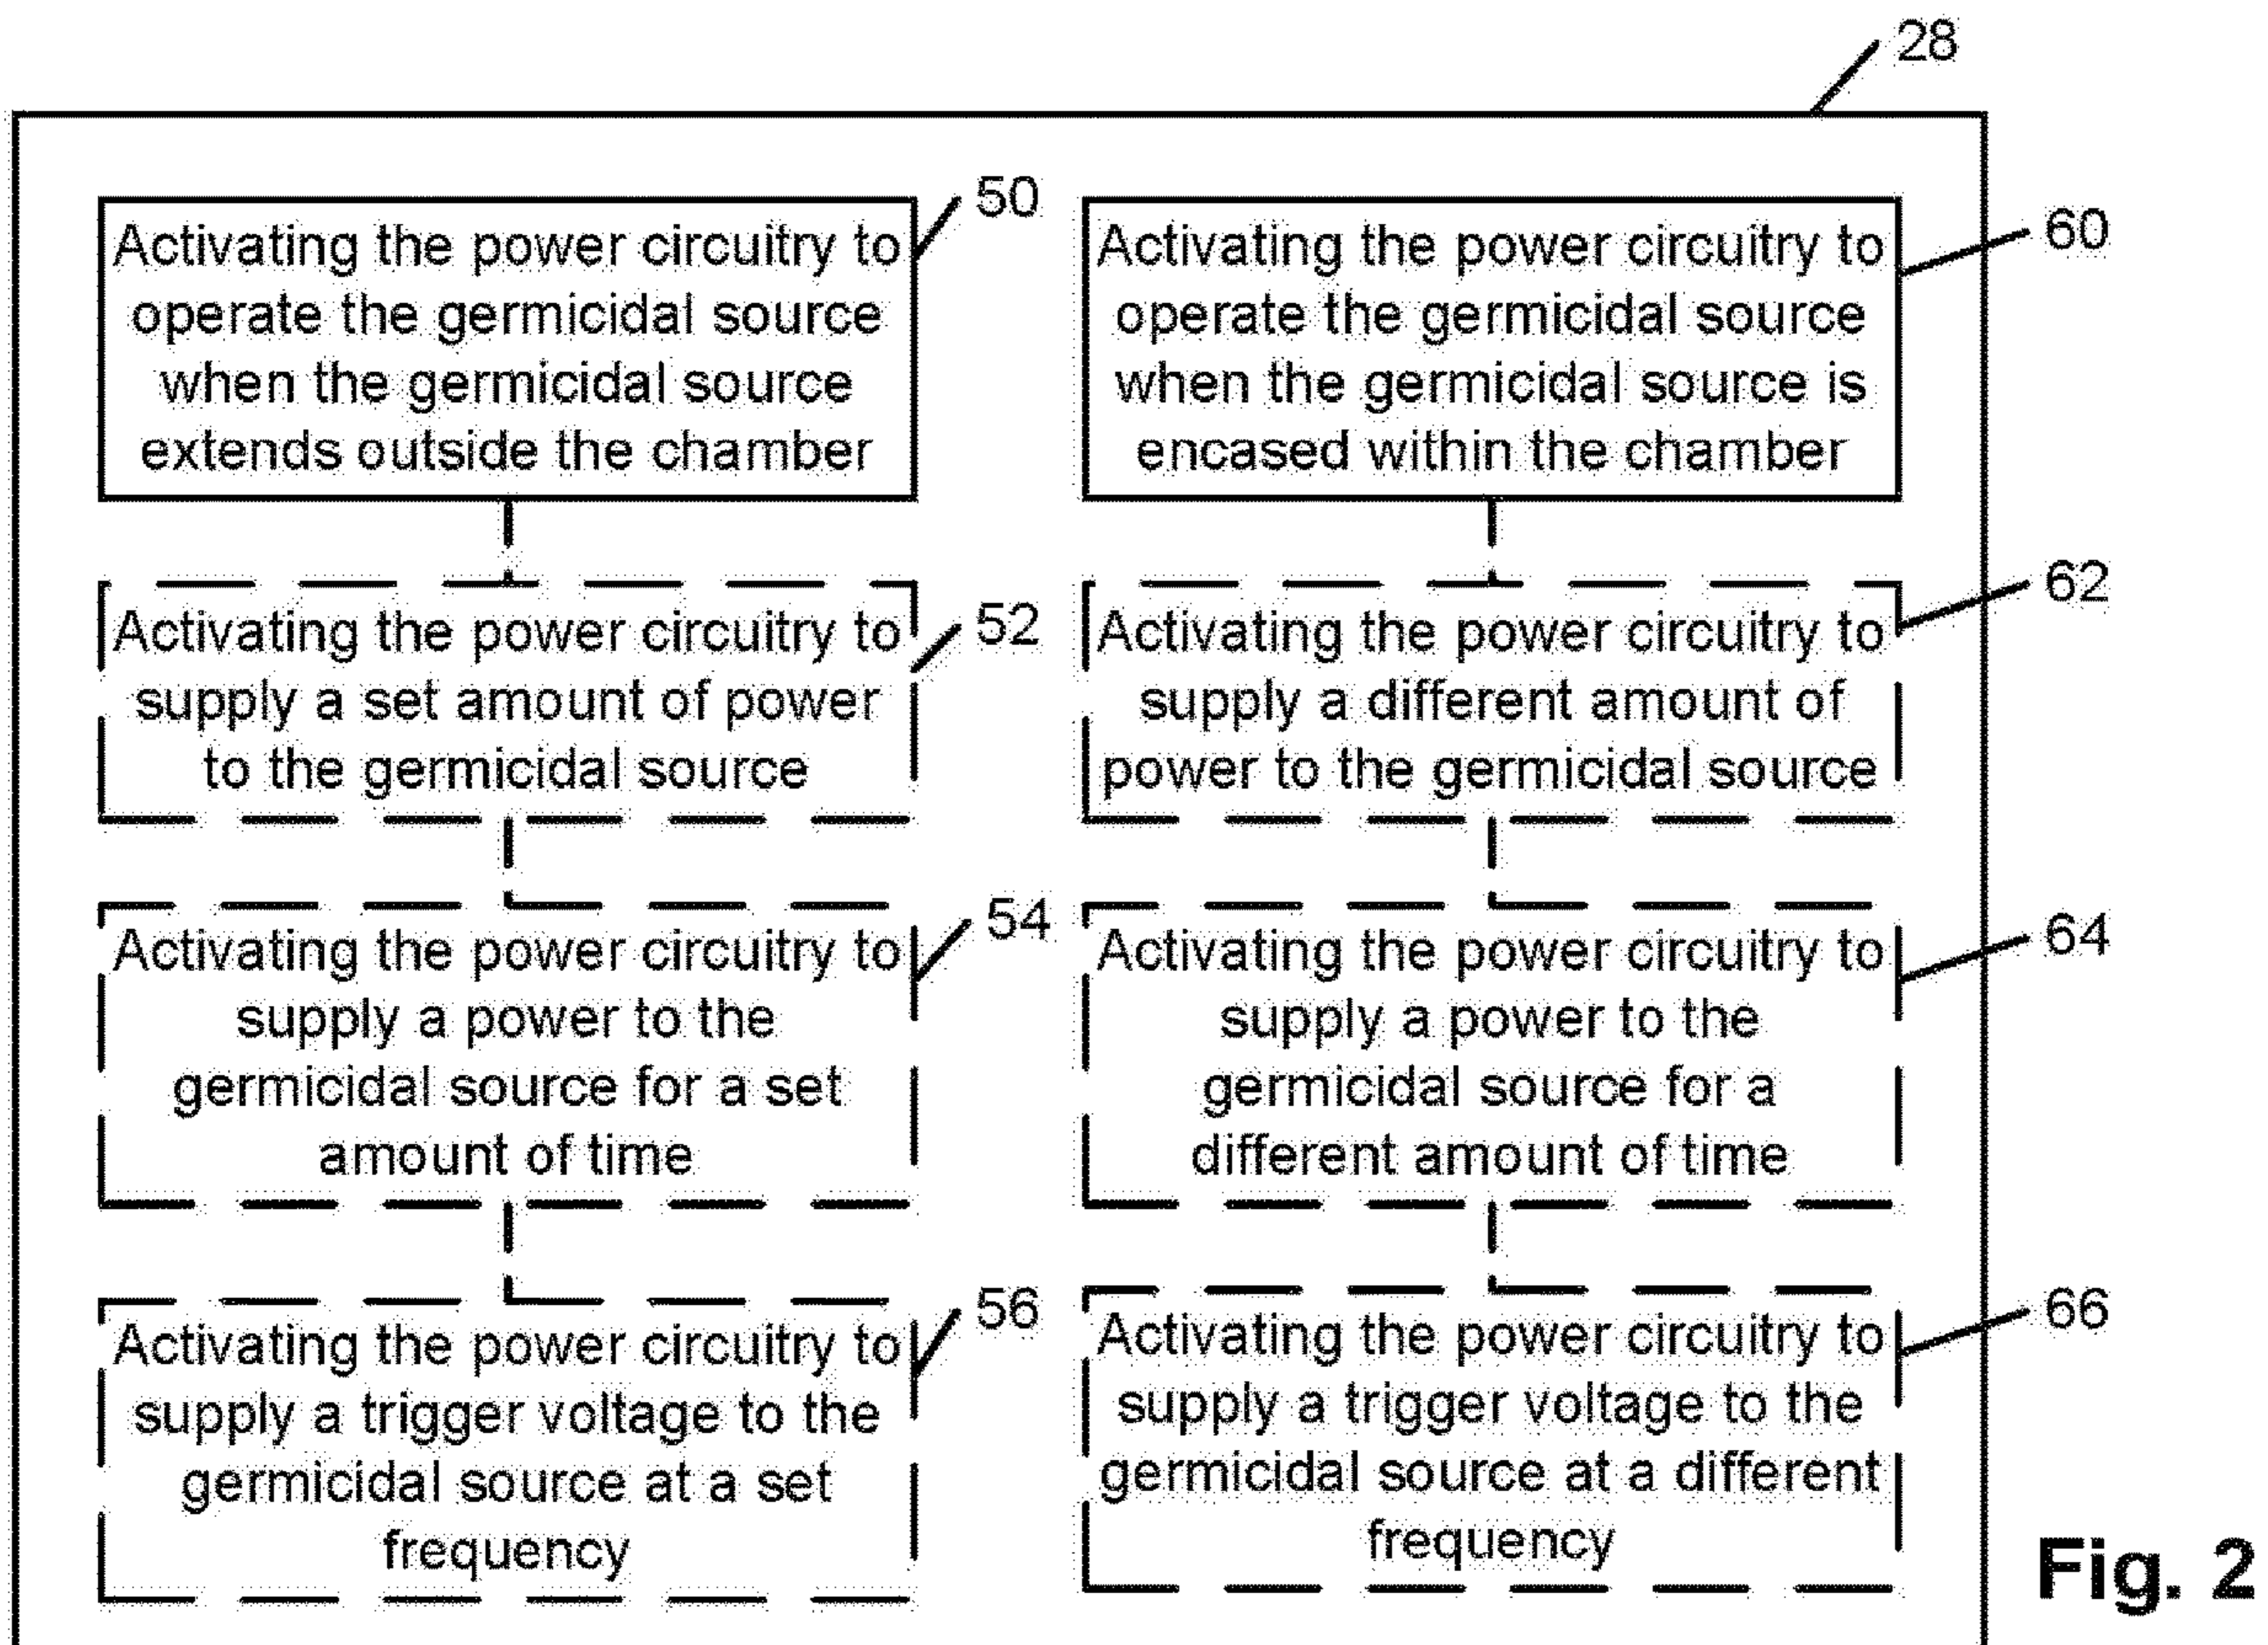 28
50
Activating the power circuitry to
operate the germicidal source
when the germicidal source
extends outside the chamber
60
Activating the power circuitry to
operate the germicidal source
when the germicidal source is
encased within the chamber
52
Activating the power circuitry to
supply a set amount of power
to the germicidal source
62
Activating the power circuitry to
supply a different amount of
power to the germicidal source
54
Activating the power circuitry to
supply a power to the
germicidal source for a set
amount of time
64
Activating the power circuitry to
supply a power to the
germicidal source for a
different amount of time
56
Activating the power circuitry to
supply a trigger voltage to the
germicidal source at a set
frequency
66
Activating the power circuitry to
supply a trigger voltage to the
germicidal source at a different
frequency
Fig. 2